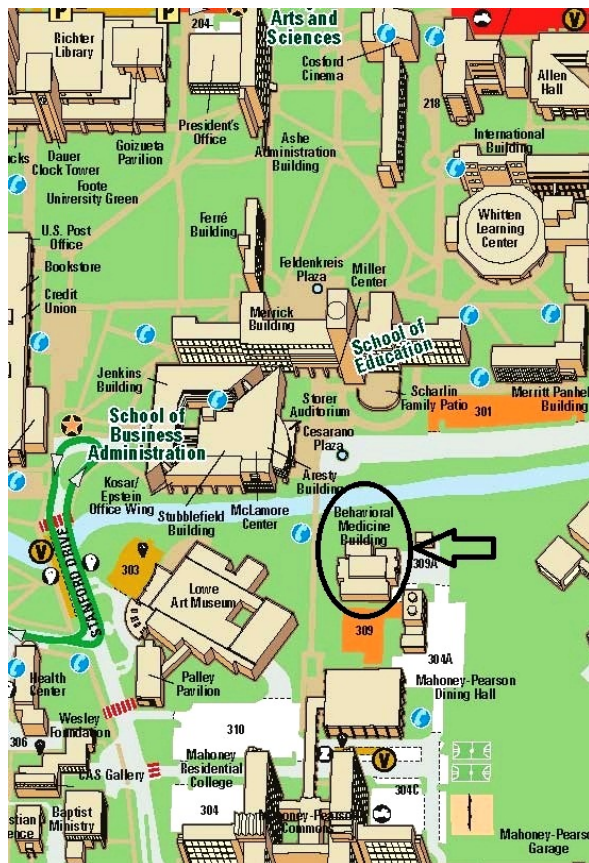 P
P
204
Arts and
Sciences
V
Richter
Library
Cosford
Cinema
Allen
Hall
218
President's
Office
Dauer
Clock Tower
Goizueta
Pavilion
Ashe
Administration
Building
International
Building
Foote
University Green
U.S. Post
Office
Ferré
Building
Whitten
Learning
Center
Bookstore
Feldenkreis
Plaza
Miller
Center
Credit
Union
Merrick
Building
School of
Education
Jenkins
Building
Storer
Auditorium
Scharlin
Family Patio
301
Merritt Panhel
Building
School of
Business
Administration
Cesarano
Plaza
Aresty
Building
Kosar/
Epstein
Office Wing
McLamore
Center
Stubblefield
Building
Behavioral
Medicine
Building
STANFORD DRIVE
V
303
309A
Lowe
Art Museum
309
304A
Health
Center
Palley
Pavilion
Mahoney-Pearson
Dining Hall
Wesley
Foundation
306
310
CAS Gallery
Mahoney
Residential
College
V
304
304C
Baptist
Ministry
Mahoney-Pearson
Commons
Mahoney-Pearson
Garage